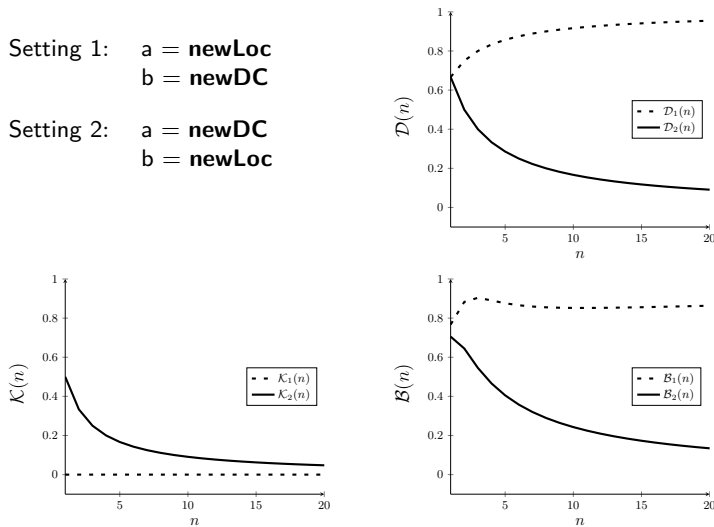 Setting 1: a = newLoc
b = newDC
Setting 2: a = newDC
b = newLoc
1
0.8
0.6
0.4
0.2
0
𝒟(n)
𝒟₁(n)
𝒟₂(n)
5 10 15 20
n
1
0.8
0.6
0.4
0.2
0
𝒦(n)
𝒦₁(n)
𝒦₂(n)
5 10 15 20
n
1
0.8
0.6
0.4
0.2
0
ℬ(n)
ℬ₁(n)
ℬ₂(n)
5 10 15 20
n